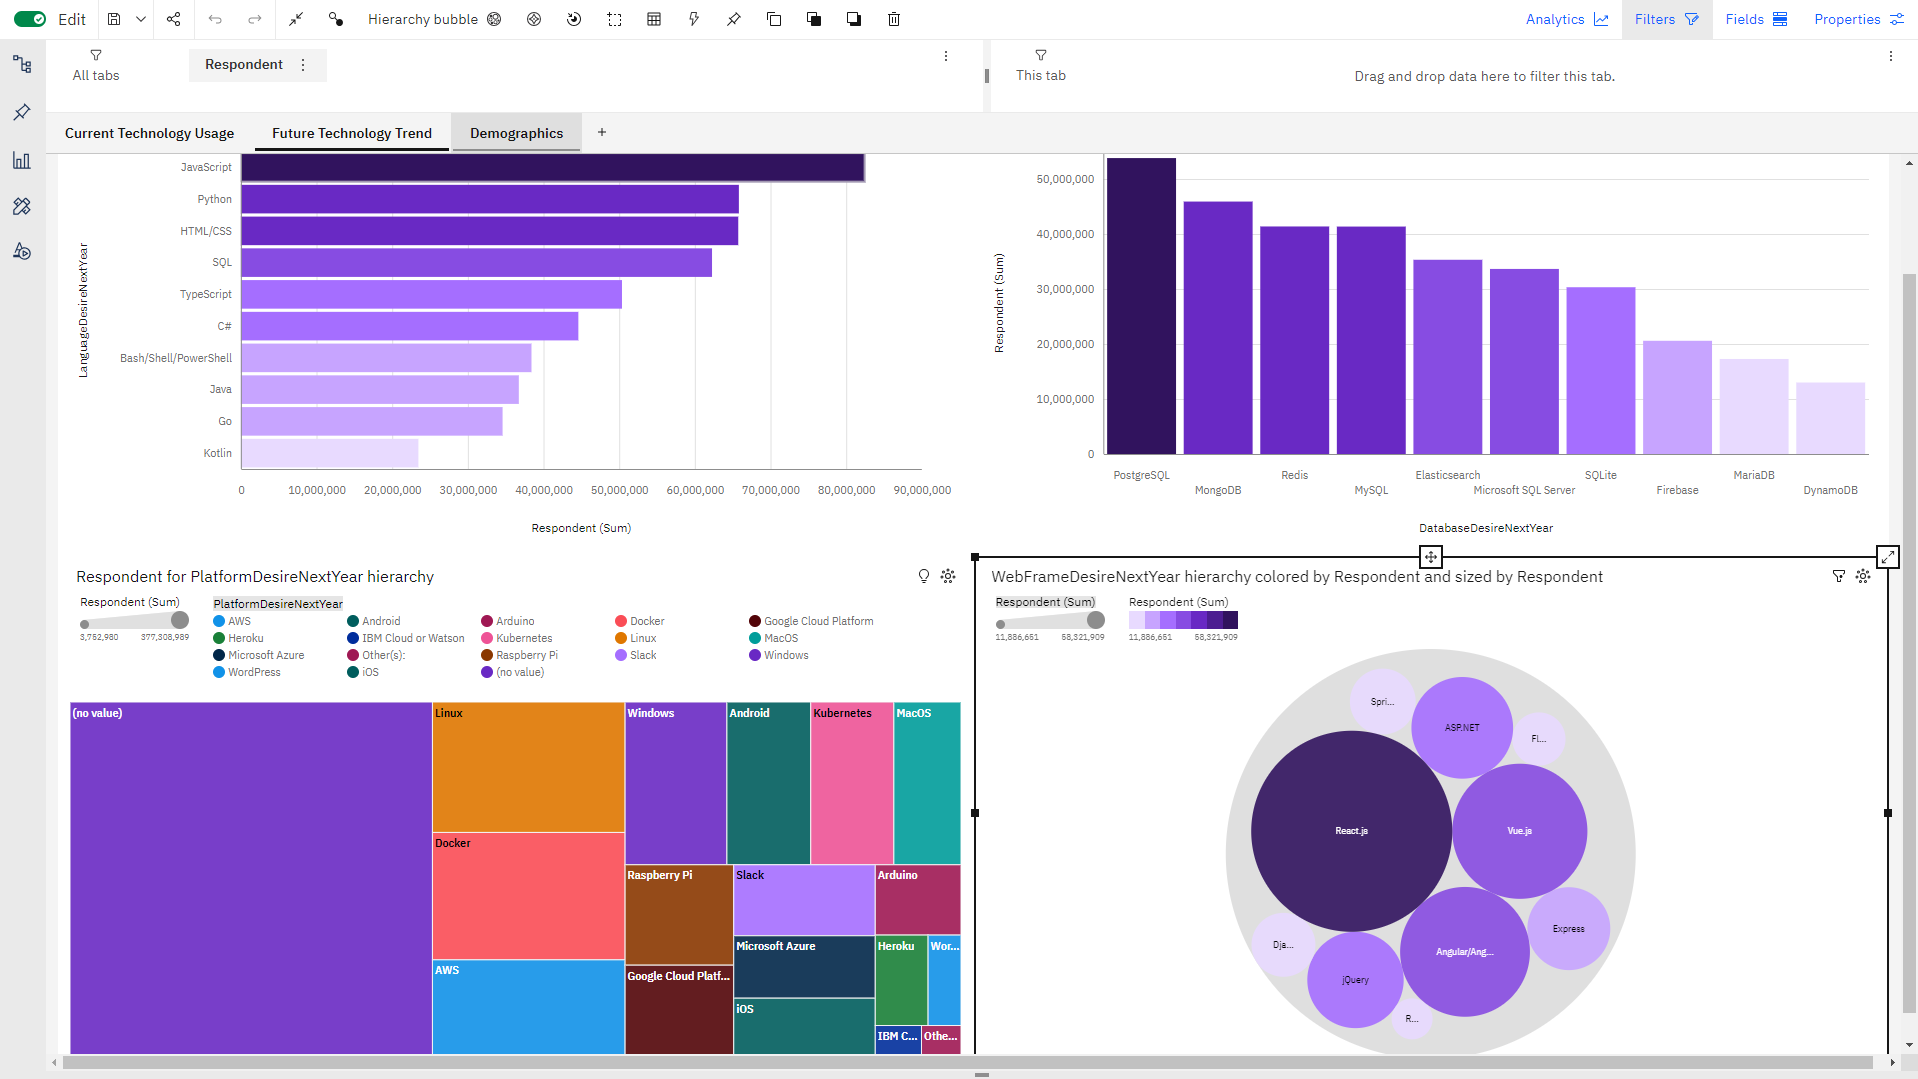 Edit
Hierarchy bubble
Analytics
Filters
Fields
Properties
All tabs
Respondent
This tab
Drag and drop data here to filter this tab.
Current Technology Usage
Future Technology Trend
Demographics
+
LanguageDesireNextYear
JavaScript
Python
HTML/CSS
SQL
TypeScript
C#
Bash/Shell/PowerShell
Java
Go
Kotlin
0 10,000,000 20,000,000 30,000,000 40,000,000 50,000,000 60,000,000 70,000,000 80,000,000 90,000,000
Respondent (Sum)
Respondent (Sum)
50,000,000
40,000,000
30,000,000
20,000,000
10,000,000
0
PostgreSQL Redis Elasticsearch SQLite MariaDB
MongoDB MySQL Microsoft SQL Server Firebase DynamoDB
DatabaseDesireNextYear
Respondent for PlatformDesireNextYear hierarchy
Respondent (Sum)
3,752,980 377,308,989
PlatformDesireNextYear
AWS Android Arduino Docker Google Cloud Platform
Heroku IBM Cloud or Watson Kubernetes Linux MacOS
Microsoft Azure Other(s): Raspberry Pi Slack Windows
WordPress iOS (no value)
(no value)
Linux
Windows
Android
Kubernetes
MacOS
Docker
Raspberry Pi
Slack
Arduino
Microsoft Azure
Heroku
Wor...
AWS
Google Cloud Platf...
iOS
IBM C...
Othe...
WebFrameDesireNextYear hierarchy colored by Respondent and sized by Respondent
Respondent (Sum)
11,886,651 58,321,909
Respondent (Sum)
11,886,651 58,321,909
Spri...
ASP.NET
Fl...
React.js
Vue.js
Express
Dja...
Angular/Ang...
jQuery
R...